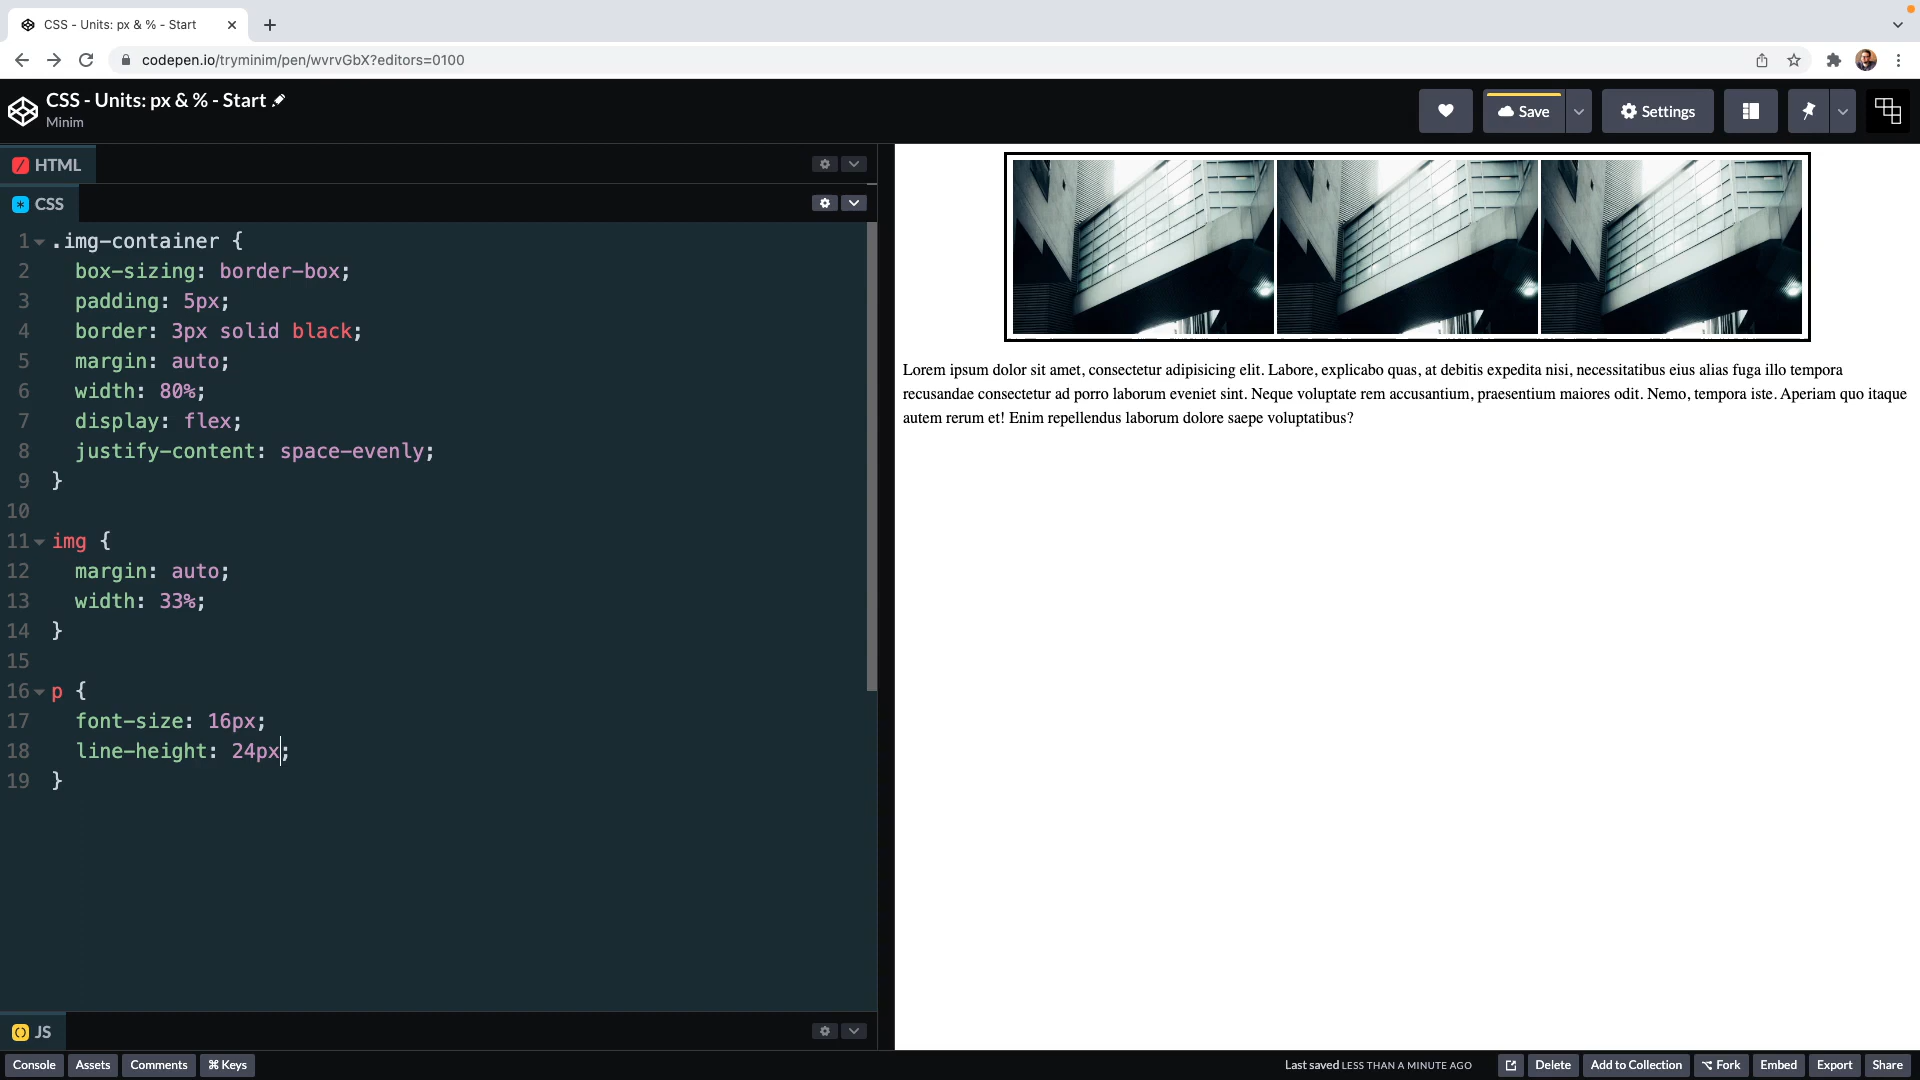 CSS - Units: px & % - Start
codepen.io/tryminim/pen/wvrvGbX?editors=0100
CSS - Units: px & % - Start
Minim
Save
Settings
HTML
CSS
1 .img-container {
2 box-sizing: border-box;
3 padding: 5px;
4 border: 3px solid black;
5 margin: auto;
6 width: 80%;
7 display: flex;
8 justify-content: space-evenly;
9 }
10
11 img {
12 margin: auto;
13 width: 33%;
14 }
15
16 p {
17 font-size: 16px;
18 line-height: 24px;
19 }
Lorem ipsum dolor sit amet, consectetur adipisicing elit. Labore, explicabo quas, at debitis expedita nisi, necessitatibus eius alias fuga illo tempora
recusandae consectetur ad porro laborum eveniet sint. Neque voluptate rem accusantium, praesentium maiores odit. Nemo, tempora iste. Aperiam quo itaque
autem rerum et! Enim repellendus laborum dolore saepe voluptatibus?
JS
Console Assets Comments ⌘ Keys Last saved LESS THAN A MINUTE AGO Delete Add to Collection ⌥ Fork Embed Export Share